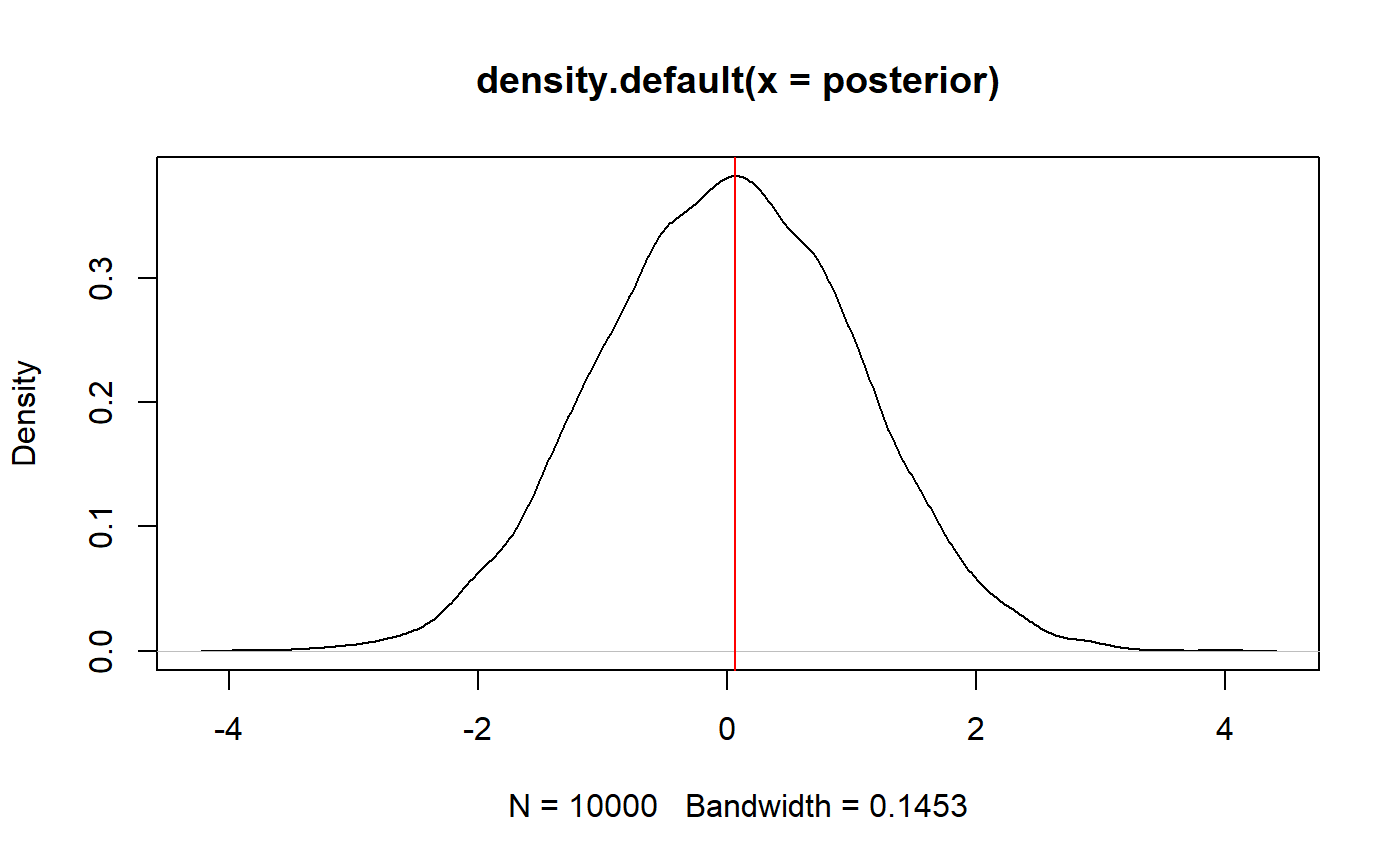 density.default(x = posterior)
Density
0.3
0.2
0.1
0.0
-4 -2 0 2 4
N = 10000 Bandwidth = 0.1453